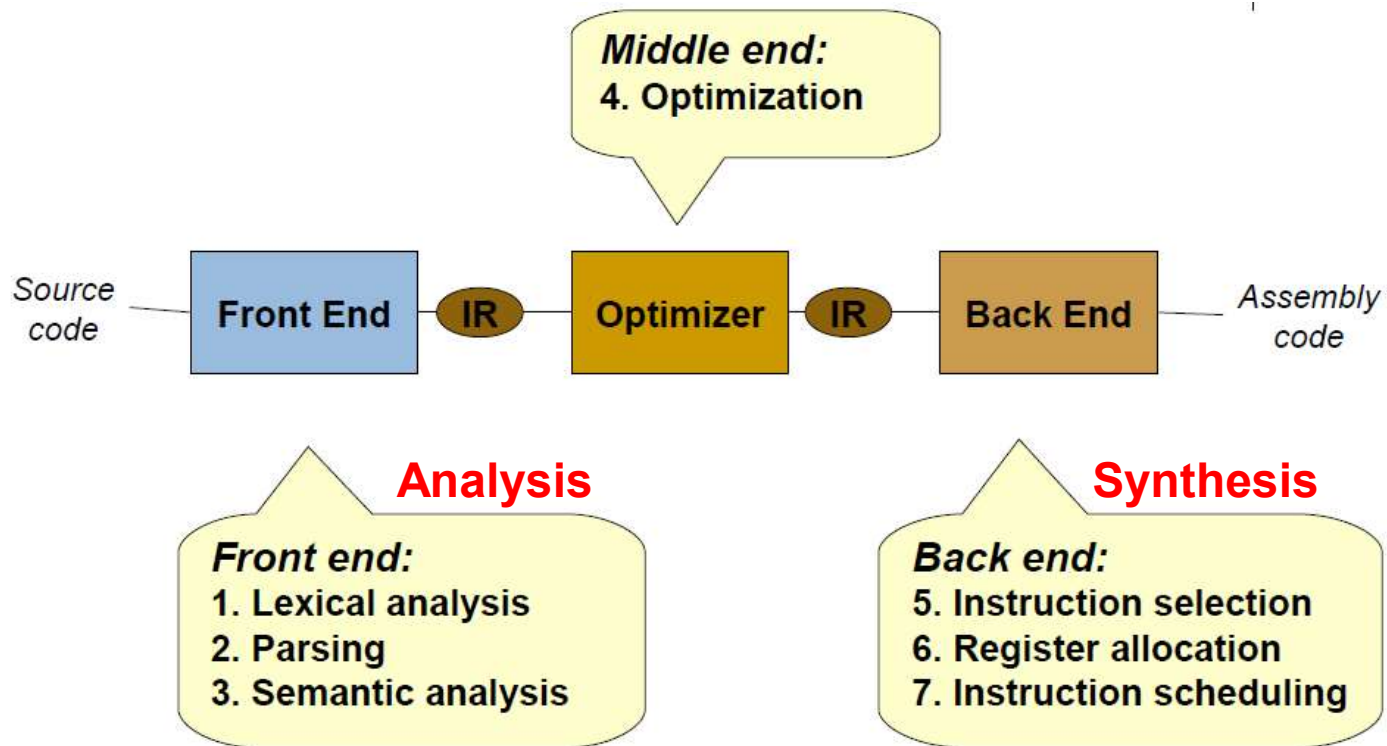 Middle end:
4. Optimization
Source
code
Front End
IR
Optimizer
IR
Back End
Assembly
code
Analysis
Synthesis
Front end:
1. Lexical analysis
2. Parsing
3. Semantic analysis
Back end:
5. Instruction selection
6. Register allocation
7. Instruction scheduling